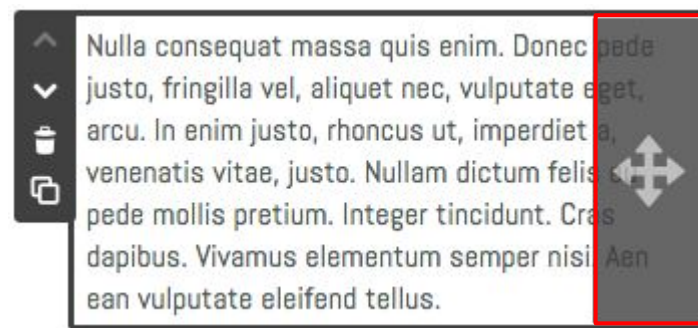 Nulla consequat massa quis enim. Donec pede
justo, fringilla vel, aliquet nec, vulputate eget,
arcu. In enim justo, rhoncus ut, imperdiet a,
venenatis vitae, justo. Nullam dictum felis
pede mollis pretium. Integer tincidunt. Cras
dapibus. Vivamus elementum semper nisi. Aen
ean vulputate eleifend tellus.